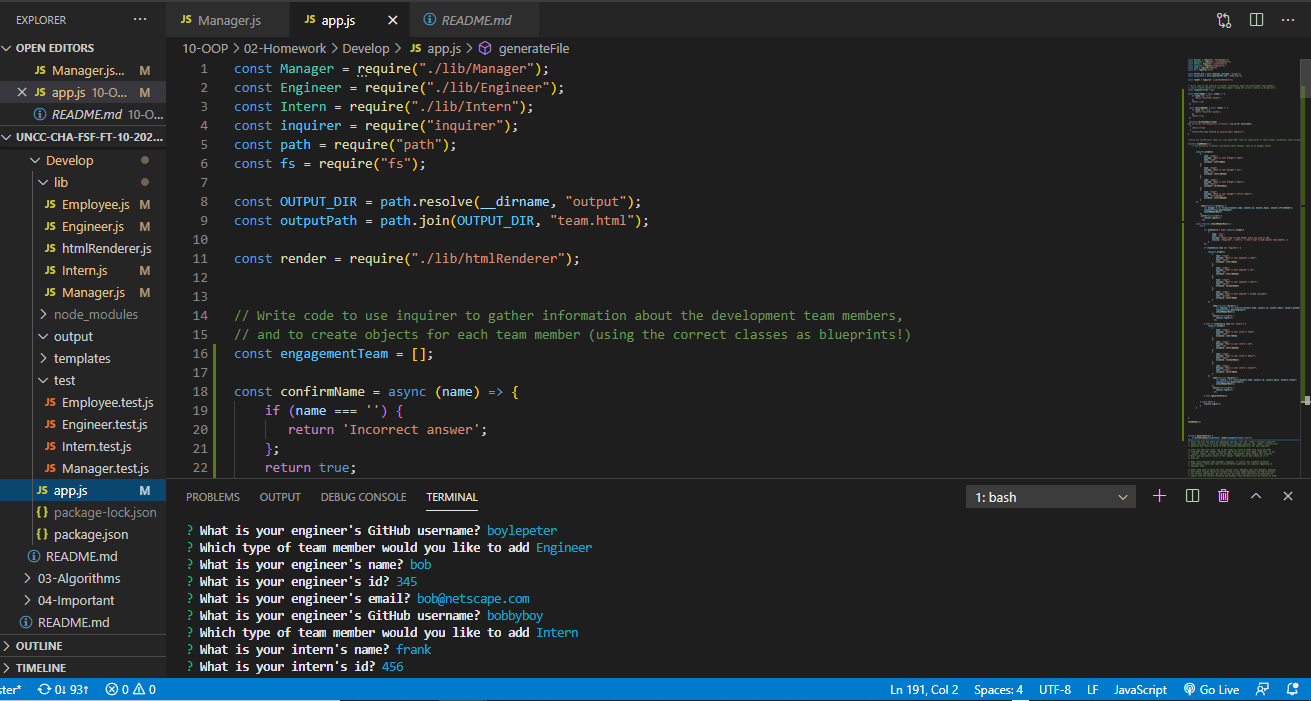 EXPLORER
OPEN EDITORS
JS Manager.js... M
JS app.js 10-O... M
README.md 10-O...
UNCC-CHA-FSF-FT-10-202...
Develop
lib
JS Employee.js M
JS Engineer.js M
JS htmlRenderer.js
JS Intern.js M
JS Manager.js M
node_modules
output
templates
test
JS Employee.test.js
JS Engineer.test.js
JS Intern.test.js
JS Manager.test.js
JS app.js M
{} package-lock.json
{} package.json
README.md
03-Algorithms
04-Important
README.md
OUTLINE
TIMELINE
JS Manager.js JS app.js README.md
10-OOP > 02-Homework > Develop > JS app.js > generateFile
1 const Manager = require("./lib/Manager");
2 const Engineer = require("./lib/Engineer");
3 const Intern = require("./lib/Intern");
4 const inquirer = require("inquirer");
5 const path = require("path");
6 const fs = require("fs");
7
8 const OUTPUT_DIR = path.resolve(__dirname, "output");
9 const outputPath = path.join(OUTPUT_DIR, "team.html");
10
11 const render = require("./lib/htmlRenderer");
12
13
14 // Write code to use inquirer to gather information about the development team members,
15 // and to create objects for each team member (using the correct classes as blueprints!)
16 const engagementTeam = [];
17
18 const confirmName = async (name) => {
19 if (name === '') {
20 return 'Incorrect answer';
21 };
22 return true;
PROBLEMS OUTPUT DEBUG CONSOLE TERMINAL 1: bash
? What is your engineer's GitHub username? boylepeter
? Which type of team member would you like to add Engineer
? What is your engineer's name? bob
? What is your engineer's id? 345
? What is your engineer's email? bob@netscape.com
? What is your engineer's GitHub username? bobbyboy
? Which type of team member would you like to add Intern
? What is your intern's name? frank
? What is your intern's id? 456
ster* 0↓ 93↑ 0 0 Ln 191, Col 2 Spaces: 4 UTF-8 LF JavaScript Go Live